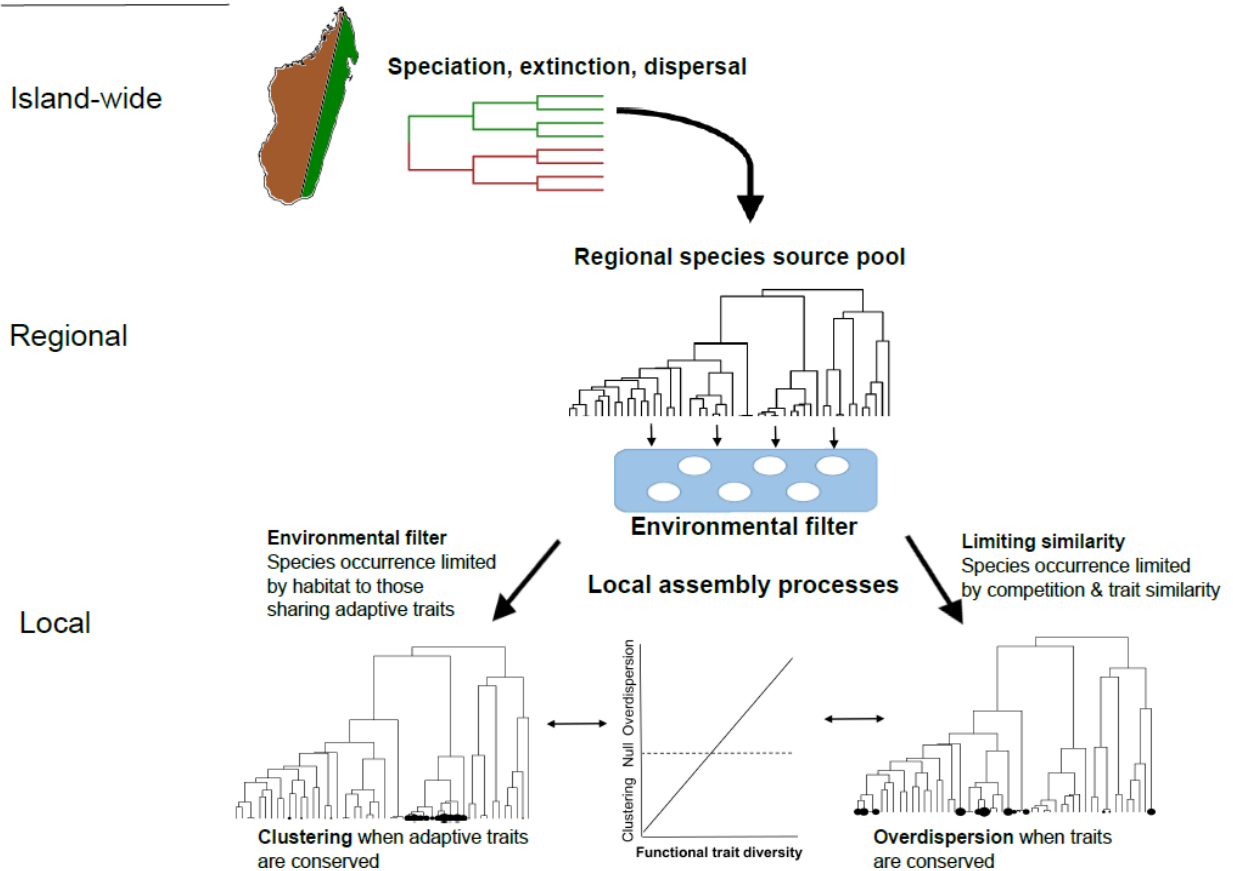 Island-wide
Speciation, extinction, dispersal
Regional species source pool
Regional
Environmental filter
Environmental filter
Species occurrence limited
by habitat to those
sharing adaptive traits
Limiting similarity
Species occurrence limited
by competition & trait similarity
Local assembly processes
Local
Clustering Null Overdispersion
Functional trait diversity
Clustering when adaptive traits
are conserved
Overdispersion when traits
are conserved